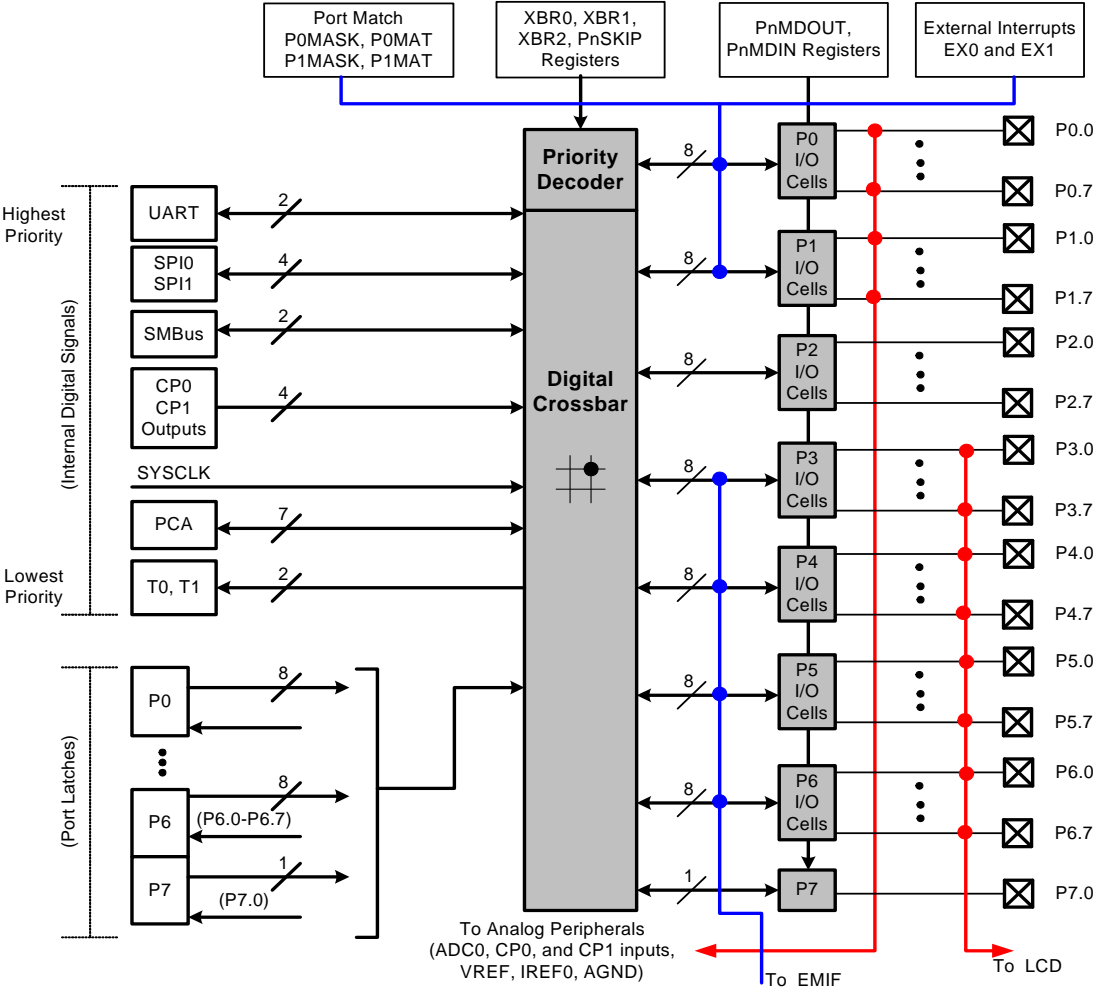 Port Match
P0MASK, P0MAT
P1MASK, P1MAT
XBR0, XBR1,
XBR2, PnSKIP
Registers
PnMDOUT,
PnMDIN Registers
External Interrupts
EX0 and EX1
Priority
Decoder
Digital
Crossbar
Highest
Priority
(Internal Digital Signals)
Lowest
Priority
UART
2
SPI0
SPI1
4
SMBus
2
CP0
CP1
Outputs
4
SYSCLK
PCA
7
T0, T1
2
(Port Latches)
P0
8
P6
8
(P6.0-P6.7)
P7
1
(P7.0)
8
P0
I/O
Cells
P0.0
P0.7
8
P1
I/O
Cells
P1.0
P1.7
8
P2
I/O
Cells
P2.0
P2.7
8
P3
I/O
Cells
P3.0
P3.7
8
P4
I/O
Cells
P4.0
P4.7
8
P5
I/O
Cells
P5.0
P5.7
8
P6
I/O
Cells
P6.0
P6.7
1
P7
P7.0
To Analog Peripherals
(ADC0, CP0, and CP1 inputs,
VREF, IREF0, AGND)
To EMIF
To LCD